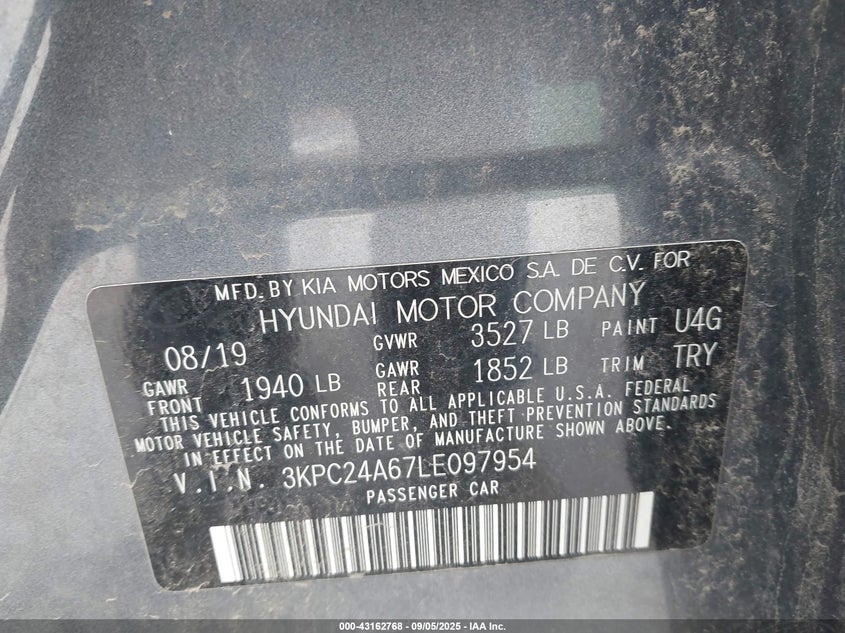 MFD. BY KIA MOTORS MEXICO S.A. DE C.V. FOR
HYUNDAI MOTOR COMPANY
08/19 GVWR 3527 LB PAINT U4G
GAWR FRONT 1940 LB GAWR REAR 1852 LB TRIM TRY
THIS VEHICLE CONFORMS TO ALL APPLICABLE U.S.A. FEDERAL
MOTOR VEHICLE SAFETY, BUMPER, AND THEFT PREVENTION STANDARDS
IN EFFECT ON THE DATE OF MANUFACTURE SHOWN ABOVE.
V.I.N. 3KPC24A67LE097954
PASSENGER CAR
000-43162768 - 09/05/2025 - IAA Inc.